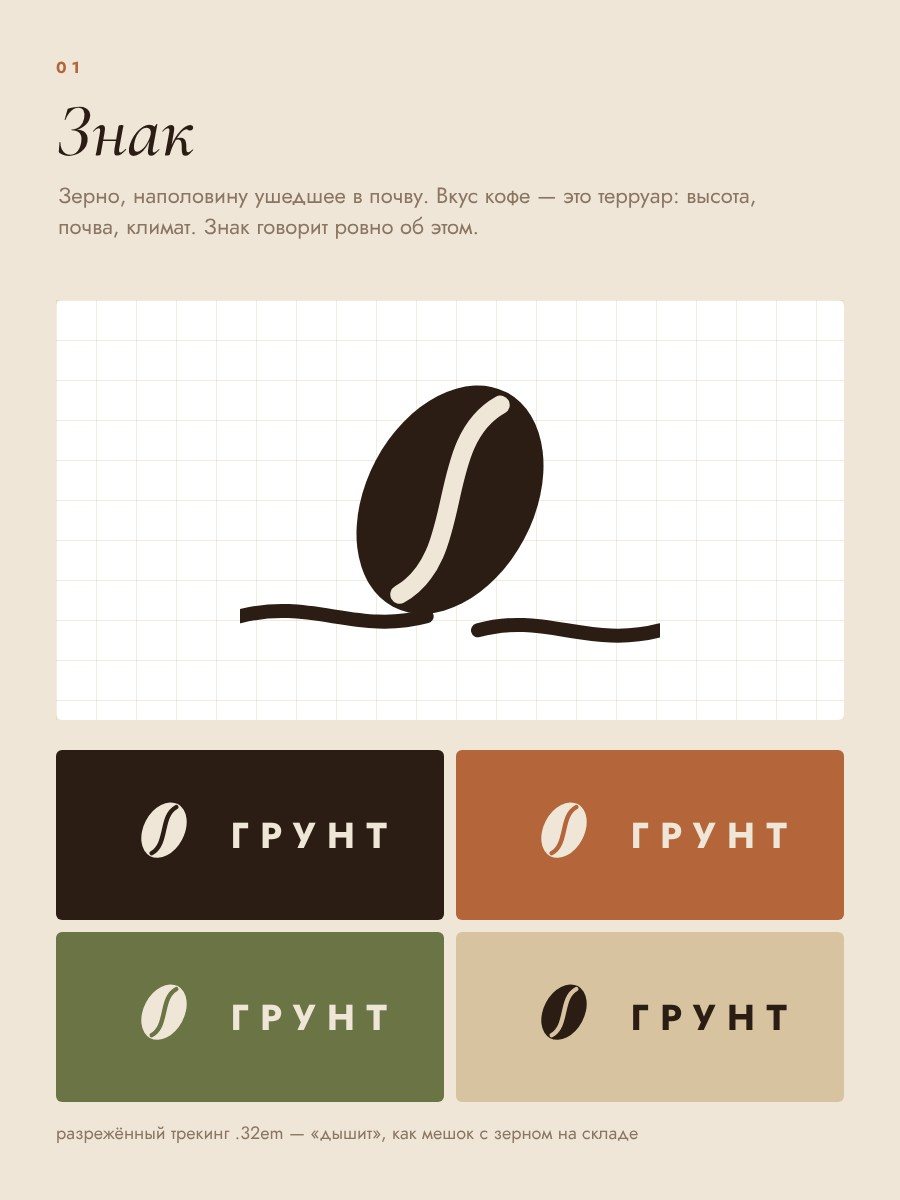 01
Знак
Зерно, наполовину ушедшее в почву. Вкус кофе — это терруар: высота,
почва, климат. Знак говорит ровно об этом.
ГРУНТ
ГРУНТ
ГРУНТ
ГРУНТ
разрежённый трекинг .32em — «дышит», как мешок с зерном на складе